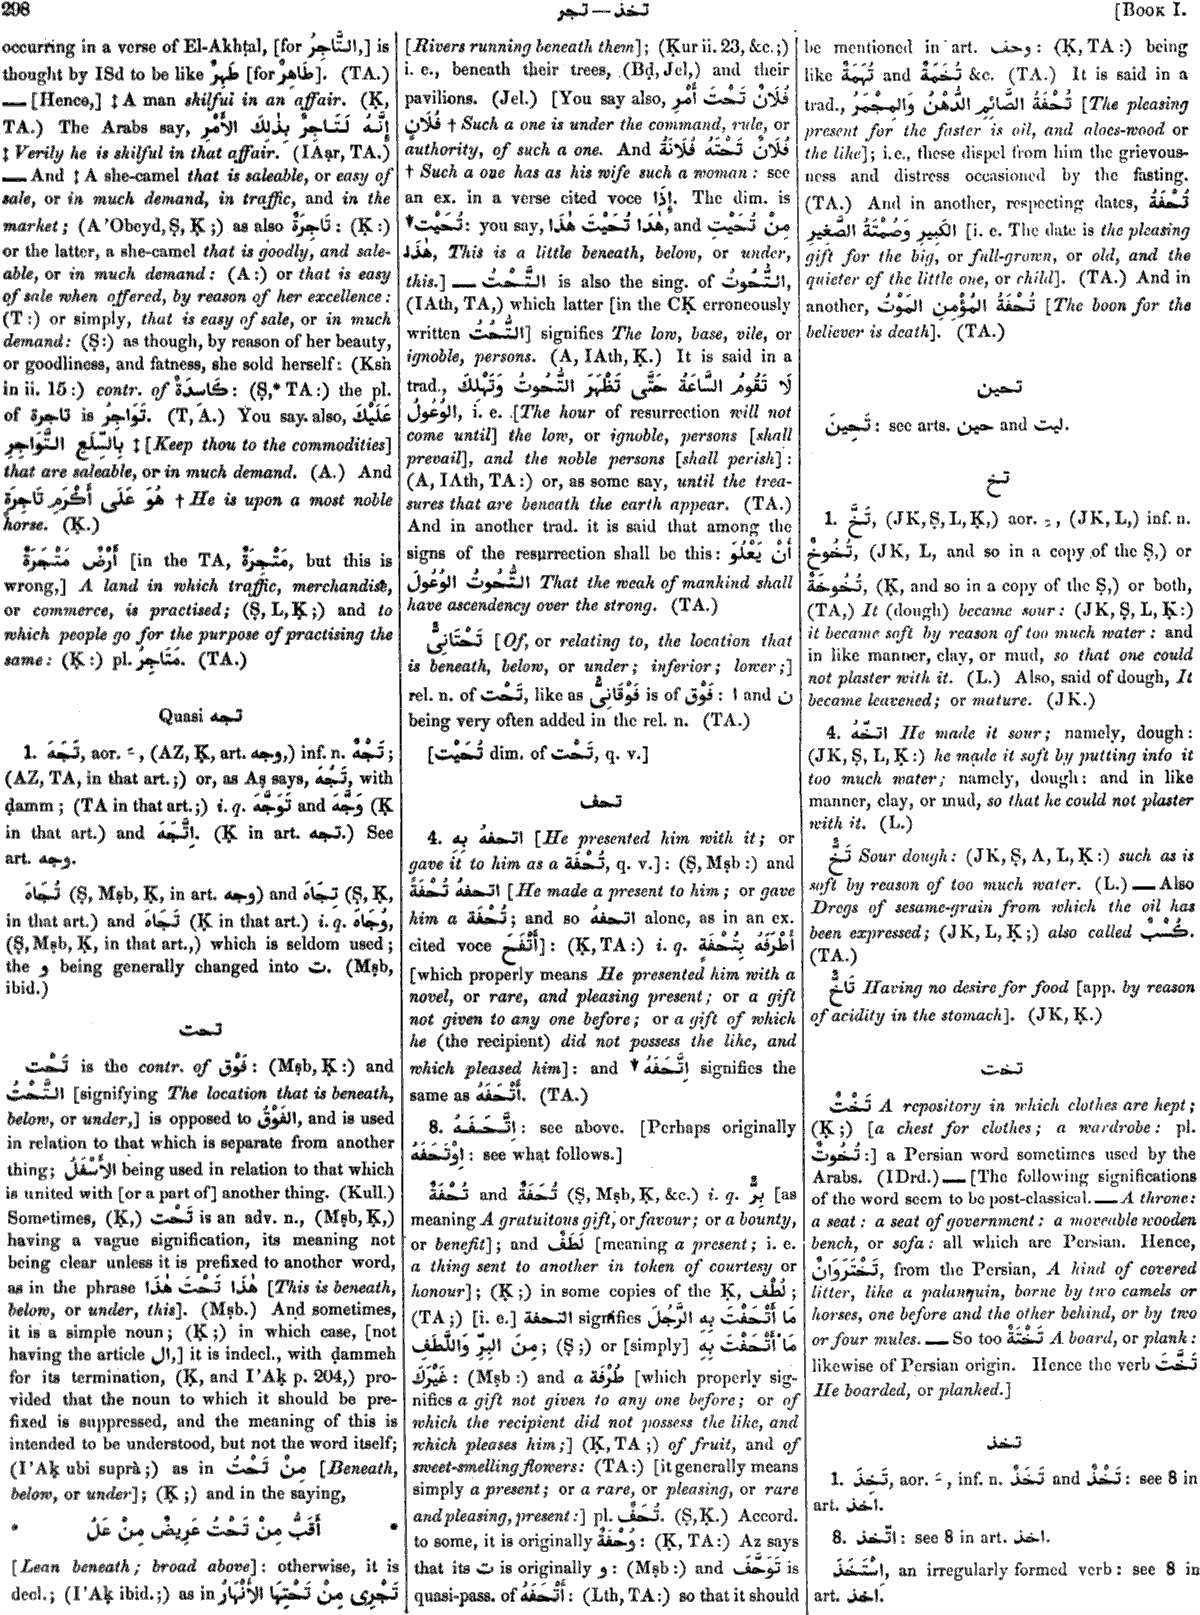 298
تجر — تخذ
[Book I.
occurring in a verse of El-Akhṭal, [for التَّاجِرُ,] is
thought by ISd to be like طَهِرٌ [for طَاهِرٌ]. (TA.)
— [Hence,] ‡ A man skilful in an affair. (Ḳ,
TA.) The Arabs say, إِنَّهُ لَتَاجِرٌ بِذٰلِكَ الأَمْرِ
‡ Verily he is skilful in that affair. (IAạr, TA.)
— And ‡ A she-camel that is saleable, or easy of
sale, or in much demand, in traffic, and in the
market; (A 'Obeyd, Ṣ, Ḳ;) as also تَاجِرَةٌ: (Ḳ:)
or the latter, a she-camel that is goodly, and sale-
able, or in much demand: (A:) or that is easy
of sale when offered, by reason of her excellence:
(T:) or simply, that is easy of sale, or in much
demand: (Ṣ:) as though, by reason of her beauty,
or goodliness, and fatness, she sold herself: (Ksh
in ii. 15:) contr. of كَاسِدَةٌ: (Ṣ,* TA:) the pl.
of تاجرة is تَوَاجِرُ. (T, A.) You say, also, عَلَيْكَ
بِالسِّلَعِ التَّوَاجِرِ ‡ [Keep thou to the commodities]
that are saleable, or in much demand. (A.) And
هُوَ عَلَى أَكْرَمِ تَاجِرَةٍ † He is upon a most noble
horse. (Ḳ.)
أَرْضٌ مَتْجَرَةٌ [in the TA, مَتْجِرَةٌ, but this is
wrong,] A land in which traffic, merchandise,
or commerce, is practised; (Ṣ, L, Ḳ;) and to
which people go for the purpose of practising the
same: (Ḳ:) pl. مَتَاجِرُ. (TA.)
Quasi تجه
1. تَجَهَ, aor. ـَ, (AZ, Ḳ, art. وجه,) inf. n. تَجْهٌ;
(AZ, TA, in that art.;) or, as Aṣ says, تَجُهَ, with
ḍamm; (TA in that art.;) i. q. تَوَجَّهَ and وَجَّهَ (Ḳ
in that art.) and اِتَّجَهَ. (Ḳ in art. تجه.) See
art. وجه.
تُجَاهَ (Ṣ, Mṣb, Ḳ, in art. وجه) and تِجَاهَ (Ṣ, Ḳ,
in that art.) and تَجَاهَ (Ḳ in that art.) i. q. وُجَاهَ,
(Ṣ, Mṣb, Ḳ, in that art.,) which is seldom used;
the و being generally changed into ت. (Mṣb,
ibid.)
تحت
تَحْت is the contr. of فَوْق: (Mṣb, Ḳ:) and
التَّحْتُ [signifying The location that is beneath,
below, or under,] is opposed to الفَوْقُ, and is used
in relation to that which is separate from another
thing; الأَسْفَلُ being used in relation to that which
is united with [or a part of] another thing. (Kull.)
Sometimes, (Ḳ,) تَحْت is an adv. n., (Mṣb, Ḳ,)
having a vague signification, its meaning not
being clear unless it is prefixed to another word,
as in the phrase هٰذَا تَحْتَ هٰذَا [This is beneath,
below, or under, this]. (Mṣb.) And sometimes,
it is a simple noun; (Ḳ;) in which case, [not
having the article ال,] it is indecl., with ḍammeh
for its termination, (Ḳ, and I'Aḳ p. 204,) pro-
vided that the noun to which it should be pre-
fixed is suppressed, and the meaning of this is
intended to be understood, but not the word itself;
(I'Aḳ ubi suprà;) as in مِنْ تَحْتُ [Beneath,
below, or under]; (Ḳ;) and in the saying,
* أَقَبُّ مِنْ تَحْتُ عَرِيضٌ مِنْ عَلُ *
[Lean beneath; broad above]: otherwise, it is
decl.; (I'Aḳ ibid.;) as in تَجْرِى مِنْ تَحْتِهَا الأَنْهَارُ
[Rivers running beneath them]; (Ḳur ii. 23, &c.;)
i. e., beneath their trees, (Bḍ, Jel,) and their
pavilions. (Jel.) [You say also, فُلَانٌ تَحْتَ أَمْرِ
فُلَانٍ † Such a one is under the command, rule, or
authority, of such a one. And فُلَانٌ تَحْتَهُ فُلَانَةُ
† Such a one has as his wife such a woman: see
an ex. in a verse cited voce إِذَا. The dim. is
▼ تُحَيْت: you say, هٰذَا تُحَيْتَ هٰذَا, and مِنْ تُحَيْتِ
هٰذَا, This is a little beneath, below, or under,
this.] — التَّحْتُ is also the sing. of التُّحُوتُ,
(IAth, TA,) which latter [in the CḲ erroneously
written التُّحْتُ] signifies The low, base, vile, or
ignoble, persons. (A, IAth, Ḳ.) It is said in a
trad., لَا تَقُومُ السَّاعَةُ حَتَّى تَظْهَرَ التُّحُوتُ وَتَهْلِكَ
الوُعُولُ, i. e. [The hour of resurrection will not
come until] the low, or ignoble, persons [shall
prevail], and the noble persons [shall perish]:
(A, IAth, TA:) or, as some say, until the trea-
sures that are beneath the earth appear. (TA.)
And in another trad. it is said that among the
signs of the resurrection shall be this: أَنْ يَعْلُوَ
التُّحُوتُ الوُعُولَ That the weak of mankind shall
have ascendency over the strong. (TA.)
تَحْتَانِىٌّ [Of, or relating to, the location that
is beneath, below, or under; inferior; lower;]
rel. n. of تَحْت, like as فَوْقَانِىٌّ is of فَوْق: ا and ن
being very often added in the rel. n. (TA.)
[تُحَيْت dim. of تَحْت, q. v.]
تحف
4. اتحفهُ بِهِ [He presented him with it; or
gave it to him as a تُحْفَة, q. v.]: (Ṣ, Mṣb:) and
اتحفهُ تُحْفَةً [He made a present to him; or gave
him a تُحْفَة; and so اتحفهُ alone, as in an ex.
cited voce أَنْفَحَ]: (Ḳ, TA:) i. q. أَطْرَفَهُ بِتُحْفَةٍ
[which properly means He presented him with a
novel, or rare, and pleasing present; or a gift
not given to any one before; or a gift of which
he (the recipient) did not possess the like, and
which pleased him]: and ▼ اِتَّحَفَهُ signifies the
same as أَتْحَفَهُ. (TA.)
8. اِتَّحَفَهُ: see above. [Perhaps originally
اِوْتَحَفَهُ: see what follows.]
تُحْفَةٌ and تُحَفَةٌ (Ṣ, Mṣb, Ḳ, &c.) i. q. بِرٌّ [as
meaning A gratuitous gift, or favour; or a bounty,
or benefit]; and لَطَفٌ [meaning a present; i. e.
a thing sent to another in token of courtesy or
honour]; (Ḳ;) in some copies of the Ḳ, لُطْف;
(TA;) [i. e.] التحفة signifies مَا أَتْحَفْتَ بِهِ الرَّجُلَ
مِنَ البِرِّ وَاللَّطَفِ; (Ṣ;) or [simply] مَا أَتْحَفْتَ بِهِ
غَيْرَكَ: (Mṣb:) and a طُرْفَة [which properly sig-
nifies a gift not given to any one before; or of
which the recipient did not possess the like, and
which pleases him;] (Ḳ, TA;) of fruit, and of
sweet-smelling flowers: (TA:) [it generally means
simply a present; or a rare, or pleasing, or rare
and pleasing, present:] pl. تُحَفٌ. (Ṣ, Ḳ.) Accord.
to some, it is originally وُحْفَةٌ: (Ḳ, TA:) Az says
that its ت is originally و: (Mṣb:) and تَوَحَّفَ is
quasi-pass. of أَتْحَفَهُ: (Lth, TA:) so that it should
be mentioned in art. وحف: (Ḳ, TA:) being
like تُهَمَةٌ and تُخَمَةٌ &c. (TA.) It is said in a
trad., تُحْفَةُ الصَّائِمِ الدُّهْنُ وَالمِجْمَرُ [The pleasing
present for the faster is oil, and aloes-wood or
the like]; i. e., these dispel from him the grievous-
ness and distress occasioned by the fasting.
(TA.) And in another, respecting dates, تُحْفَةُ
الكَبِيرِ وَصُمْتَةُ الصَّغِيرِ [i. e. The date is the pleasing
gift for the big, or full-grown, or old, and the
quieter of the little one, or child]. (TA.) And in
another, تُحْفَةُ المُؤْمِنِ المَوْتُ [The boon for the
believer is death]. (TA.)
تحين
تَحِينَ: see arts. حين and ليت.
تخ
1. تَخَّ, (JK, Ṣ, L, Ḳ,) aor. ـِ, (JK, L,) inf. n.
تُخُوخٌ, (JK, L, and so in a copy of the Ṣ,) or
تُخُوخَةٌ, (Ḳ, and so in a copy of the Ṣ,) or both,
(TA,) It (dough) became sour: (JK, Ṣ, L, Ḳ:)
it became soft by reason of too much water: and
in like manner, clay, or mud, so that one could
not plaster with it. (L.) Also, said of dough, It
became leavened; or mature. (JK.)
4. اتخّهُ He made it sour; namely, dough:
(JK, Ṣ, L, Ḳ:) he made it soft by putting into it
too much water; namely, dough: and in like
manner, clay, or mud, so that he could not plaster
with it. (L.)
تَخٌّ Sour dough: (JK, Ṣ, A, L, Ḳ:) such as is
soft by reason of too much water. (L.) — Also
Dregs of sesame-grain from which the oil has
been expressed; (JK, L, Ḳ;) also called كُسْبٌ.
(TA.)
تَاخٌّ Having no desire for food [app. by reason
of acidity in the stomach]. (JK, Ḳ.)
تخت
تَخْتٌ A repository in which clothes are kept;
(Ḳ;) [a chest for clothes; a wardrobe: pl.
تُخُوتٌ:] a Persian word sometimes used by the
Arabs. (IDrd.) — [The following significations
of the word seem to be post-classical. — A throne:
a seat: a seat of government: a moveable wooden
bench, or sofa: all which are Persian. Hence,
تَخْتَرَوَانْ, from the Persian, A kind of covered
litter, like a palanquin, borne by two camels or
horses, one before and the other behind, or by two
or four mules. — So too تَخْتَةٌ A board, or plank:
likewise of Persian origin. Hence the verb تَخَّتَ
He boarded, or planked.]
تخذ
1. تَخِذَ, aor. ـَ, inf. n. تَخَذٌ and تَخْذٌ: see 8 in
art. اخذ.
8. اتّخذ: see 8 in art. اخذ.
اِسْتَخَذَ, an irregularly formed verb: see 8 in
art. اخذ.